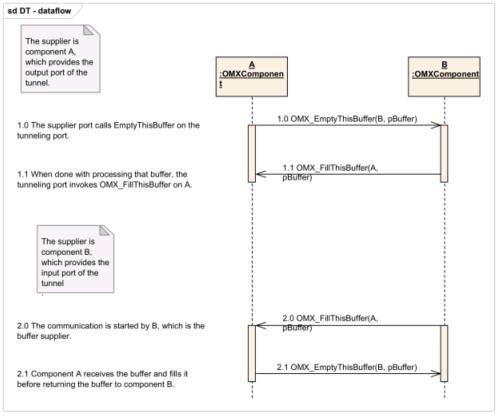 sd DT - dataflow
The supplier is
component A,
which provides the
output port of the
tunnel.
A
:OMXComponen
t
B
:OMXComponent
1.0 The supplier port calls EmptyThisBuffer on the
tunneling port.
1.0 OMX_EmptyThisBuffer(B, pBuffer)
1.1 When done with processing that buffer, the
tunneling port invokes OMX_FillThisBuffer on A.
1.1 OMX_FillThisBuffer(A,
pBuffer)
The supplier is
component B,
which provides the
input port of the
tunnel
.
2.0 The communication is started by B, which is the
buffer supplier.
2.0 OMX_FillThisBuffer(A,
pBuffer)
2.1 Component A receives the buffer and fills it
before returning the buffer to component B.
2.1 OMX_EmptyThisBuffer(B, pBuffer)